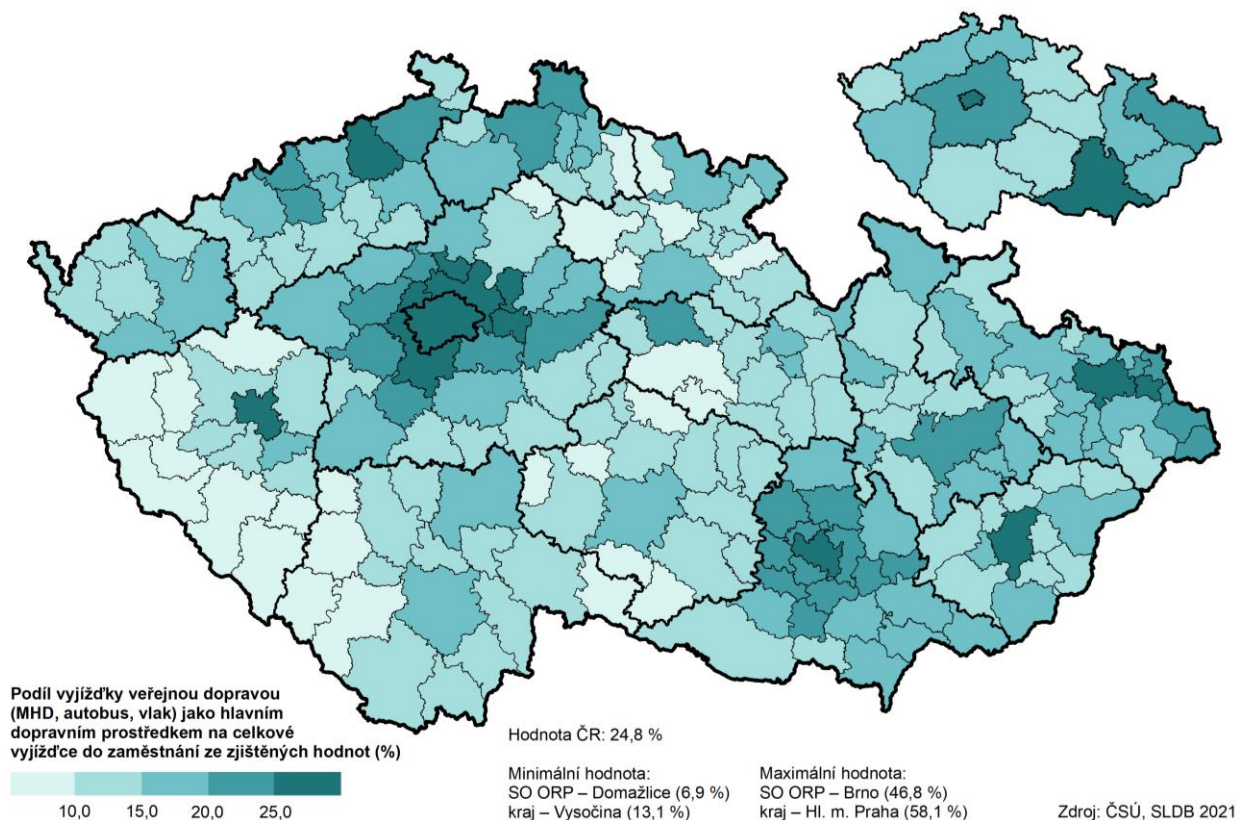 Podíl vyjížďky veřejnou dopravou
(MHD, autobus, vlak) jako hlavním
dopravním prostředkem na celkové
vyjížďce do zaměstnání ze zjištěných hodnot (%)
10,0 15,0 20,0 25,0
Hodnota ČR: 24,8 %
Minimální hodnota:
SO ORP – Domažlice (6,9 %)
kraj – Vysočina (13,1 %)
Maximální hodnota:
SO ORP – Brno (46,8 %)
kraj – Hl. m. Praha (58,1 %)
Zdroj: ČSÚ, SLDB 2021